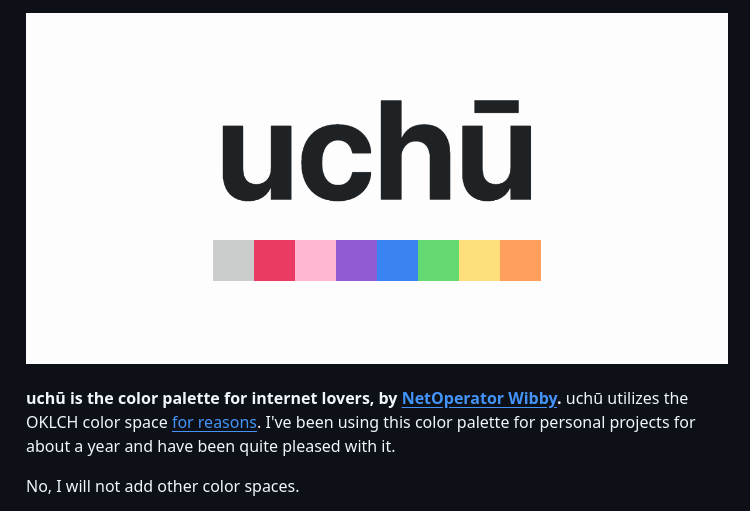 uchū
uchū is the color palette for internet lovers, by NetOperator Wibby. uchū utilizes the
OKLCH color space for reasons. I've been using this color palette for personal projects for
about a year and have been quite pleased with it.
No, I will not add other color spaces.